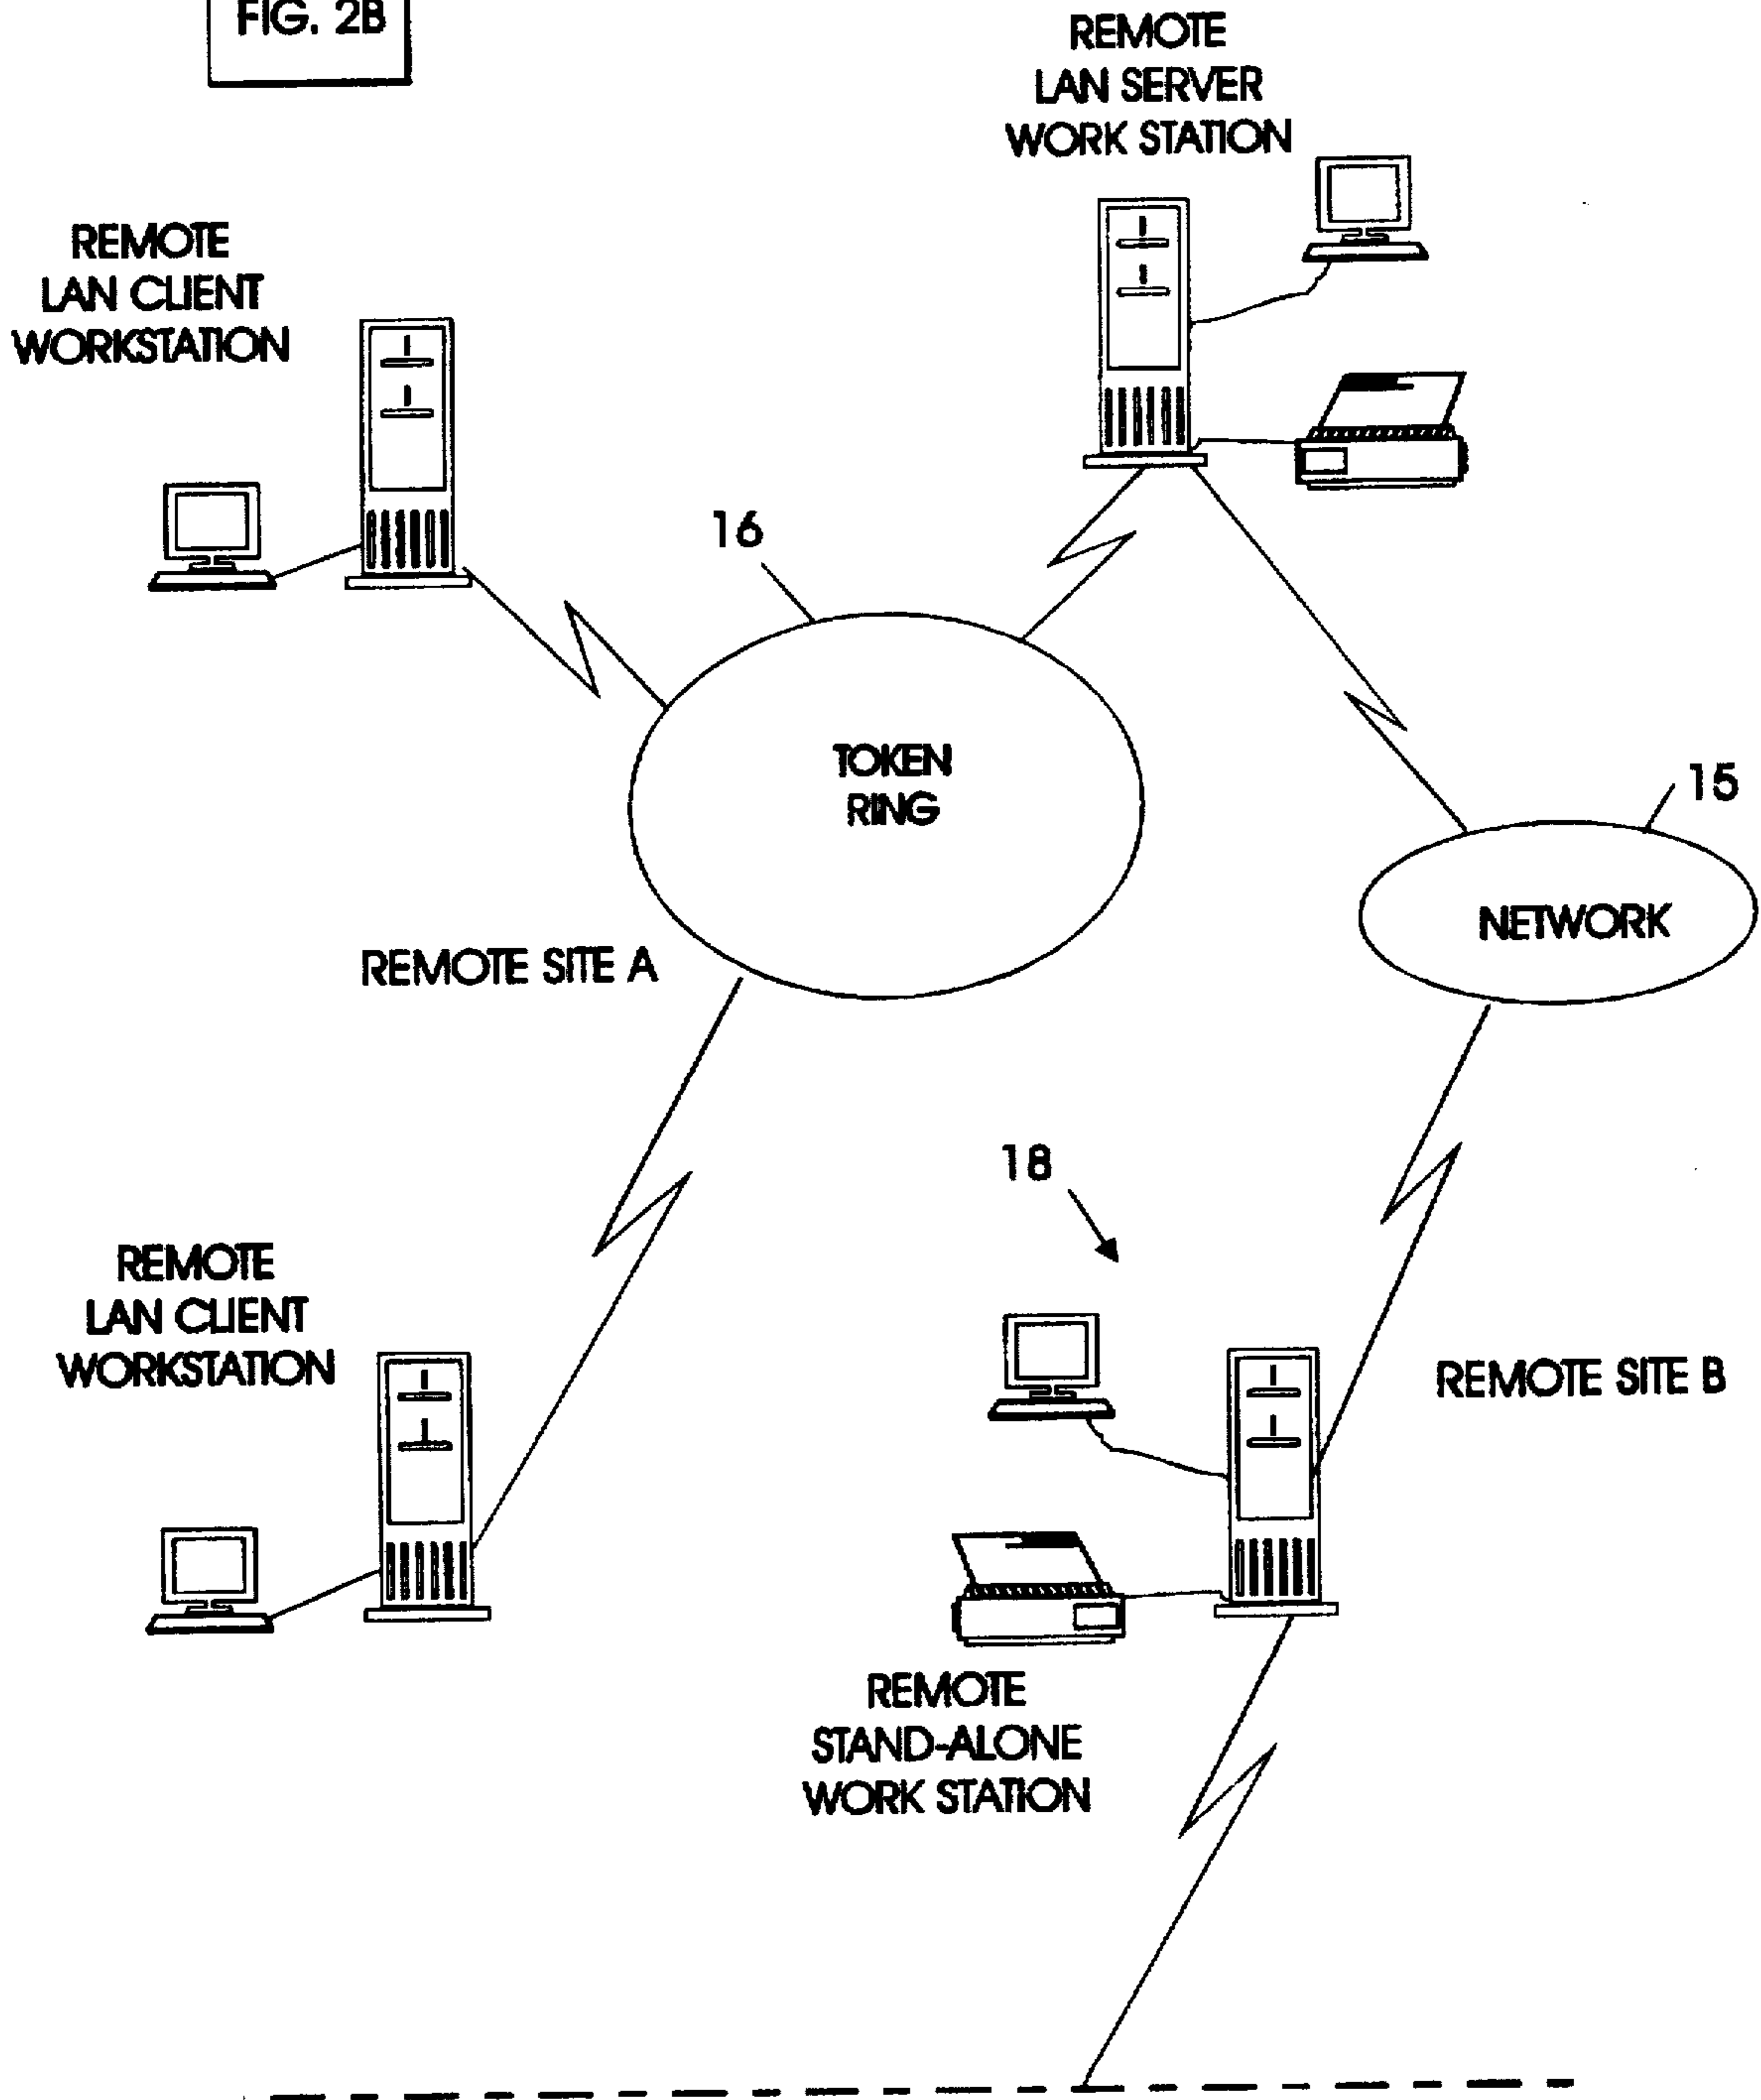 FIG. 2B
REMOTE
LAN SERVER
WORK STATION
REMOTE
LAN CLIENT
WORKSTATION
16
TOKEN
RING
15
NETWORK
REMOTE SITE A
18
REMOTE
LAN CLIENT
WORKSTATION
REMOTE SITE B
REMOTE
STAND-ALONE
WORK STATION